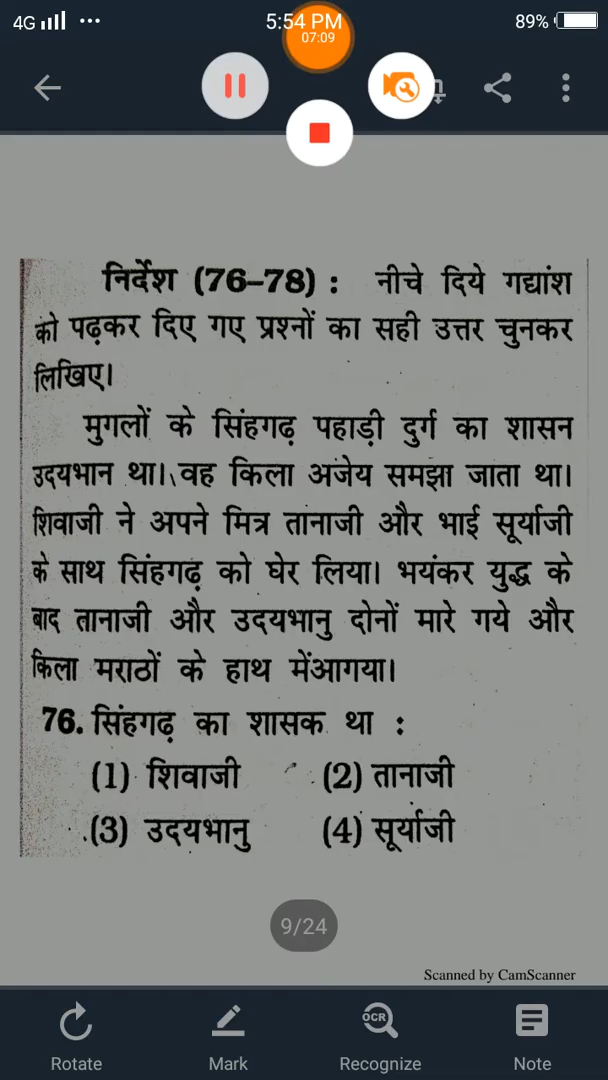 4G ... 5:54 PM 89%
07:09
निर्देश (76–78) : नीचे दिये गद्यांश
को पढ़कर दिए गए प्रश्नों का सही उत्तर चुनकर
लिखिए।
मुगलों के सिंहगढ़ पहाड़ी दुर्ग का शासन
उदयभान था। वह किला अजेय समझा जाता था।
शिवाजी ने अपने मित्र तानाजी और भाई सूर्याजी
के साथ सिंहगढ़ को घेर लिया। भयंकर युद्ध के
बाद तानाजी और उदयभानु दोनों मारे गये और
किला मराठों के हाथ मेंआगया।
76. सिंहगढ़ का शासक था :
(1) शिवाजी (2) तानाजी
(3) उदयभानु (4) सूर्याजी
9/24
Scanned by CamScanner
OCR
Rotate Mark Recognize Note